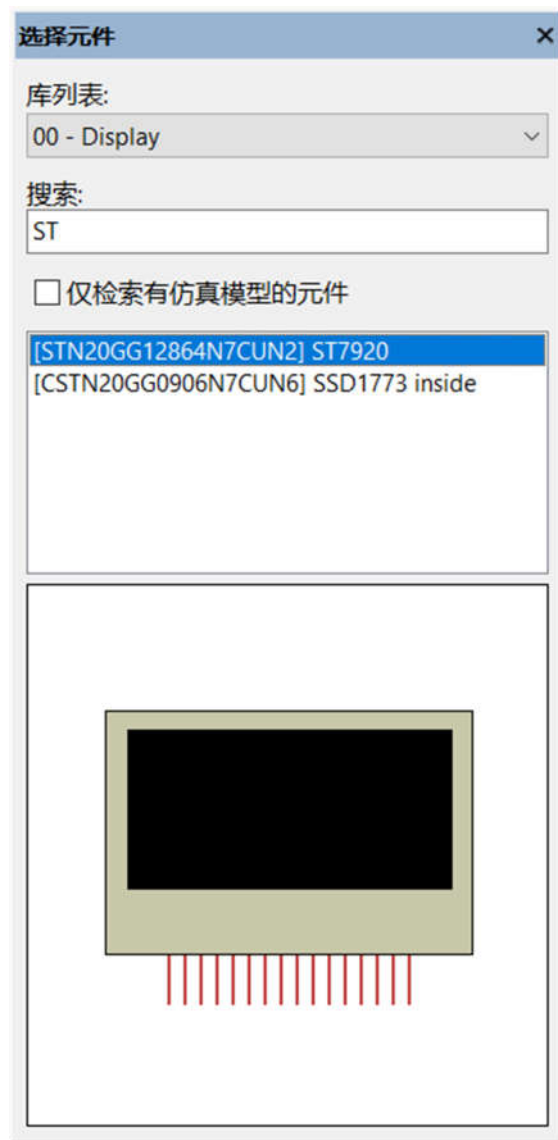 选择元件
库列表:
00 - Display
搜索:
ST
仅检索有仿真模型的元件
[STN20GG12864N7CUN2] ST7920
[CSTN20GG0906N7CUN6] SSD1773 inside